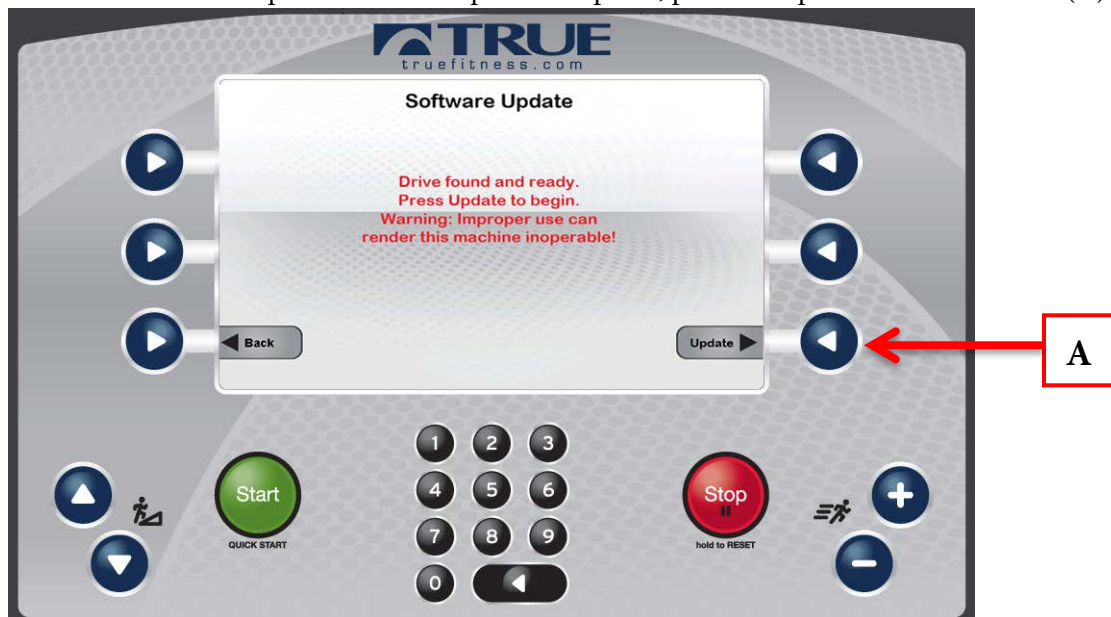 TRUE
truefitness.com
Software Update
Drive found and ready.
Press Update to begin.
Warning: Improper use can
render this machine inoperable!
Back
Update
A
1 2 3
4 5 6
7 8 9
0
Start
QUICK START
Stop
hold to RESET